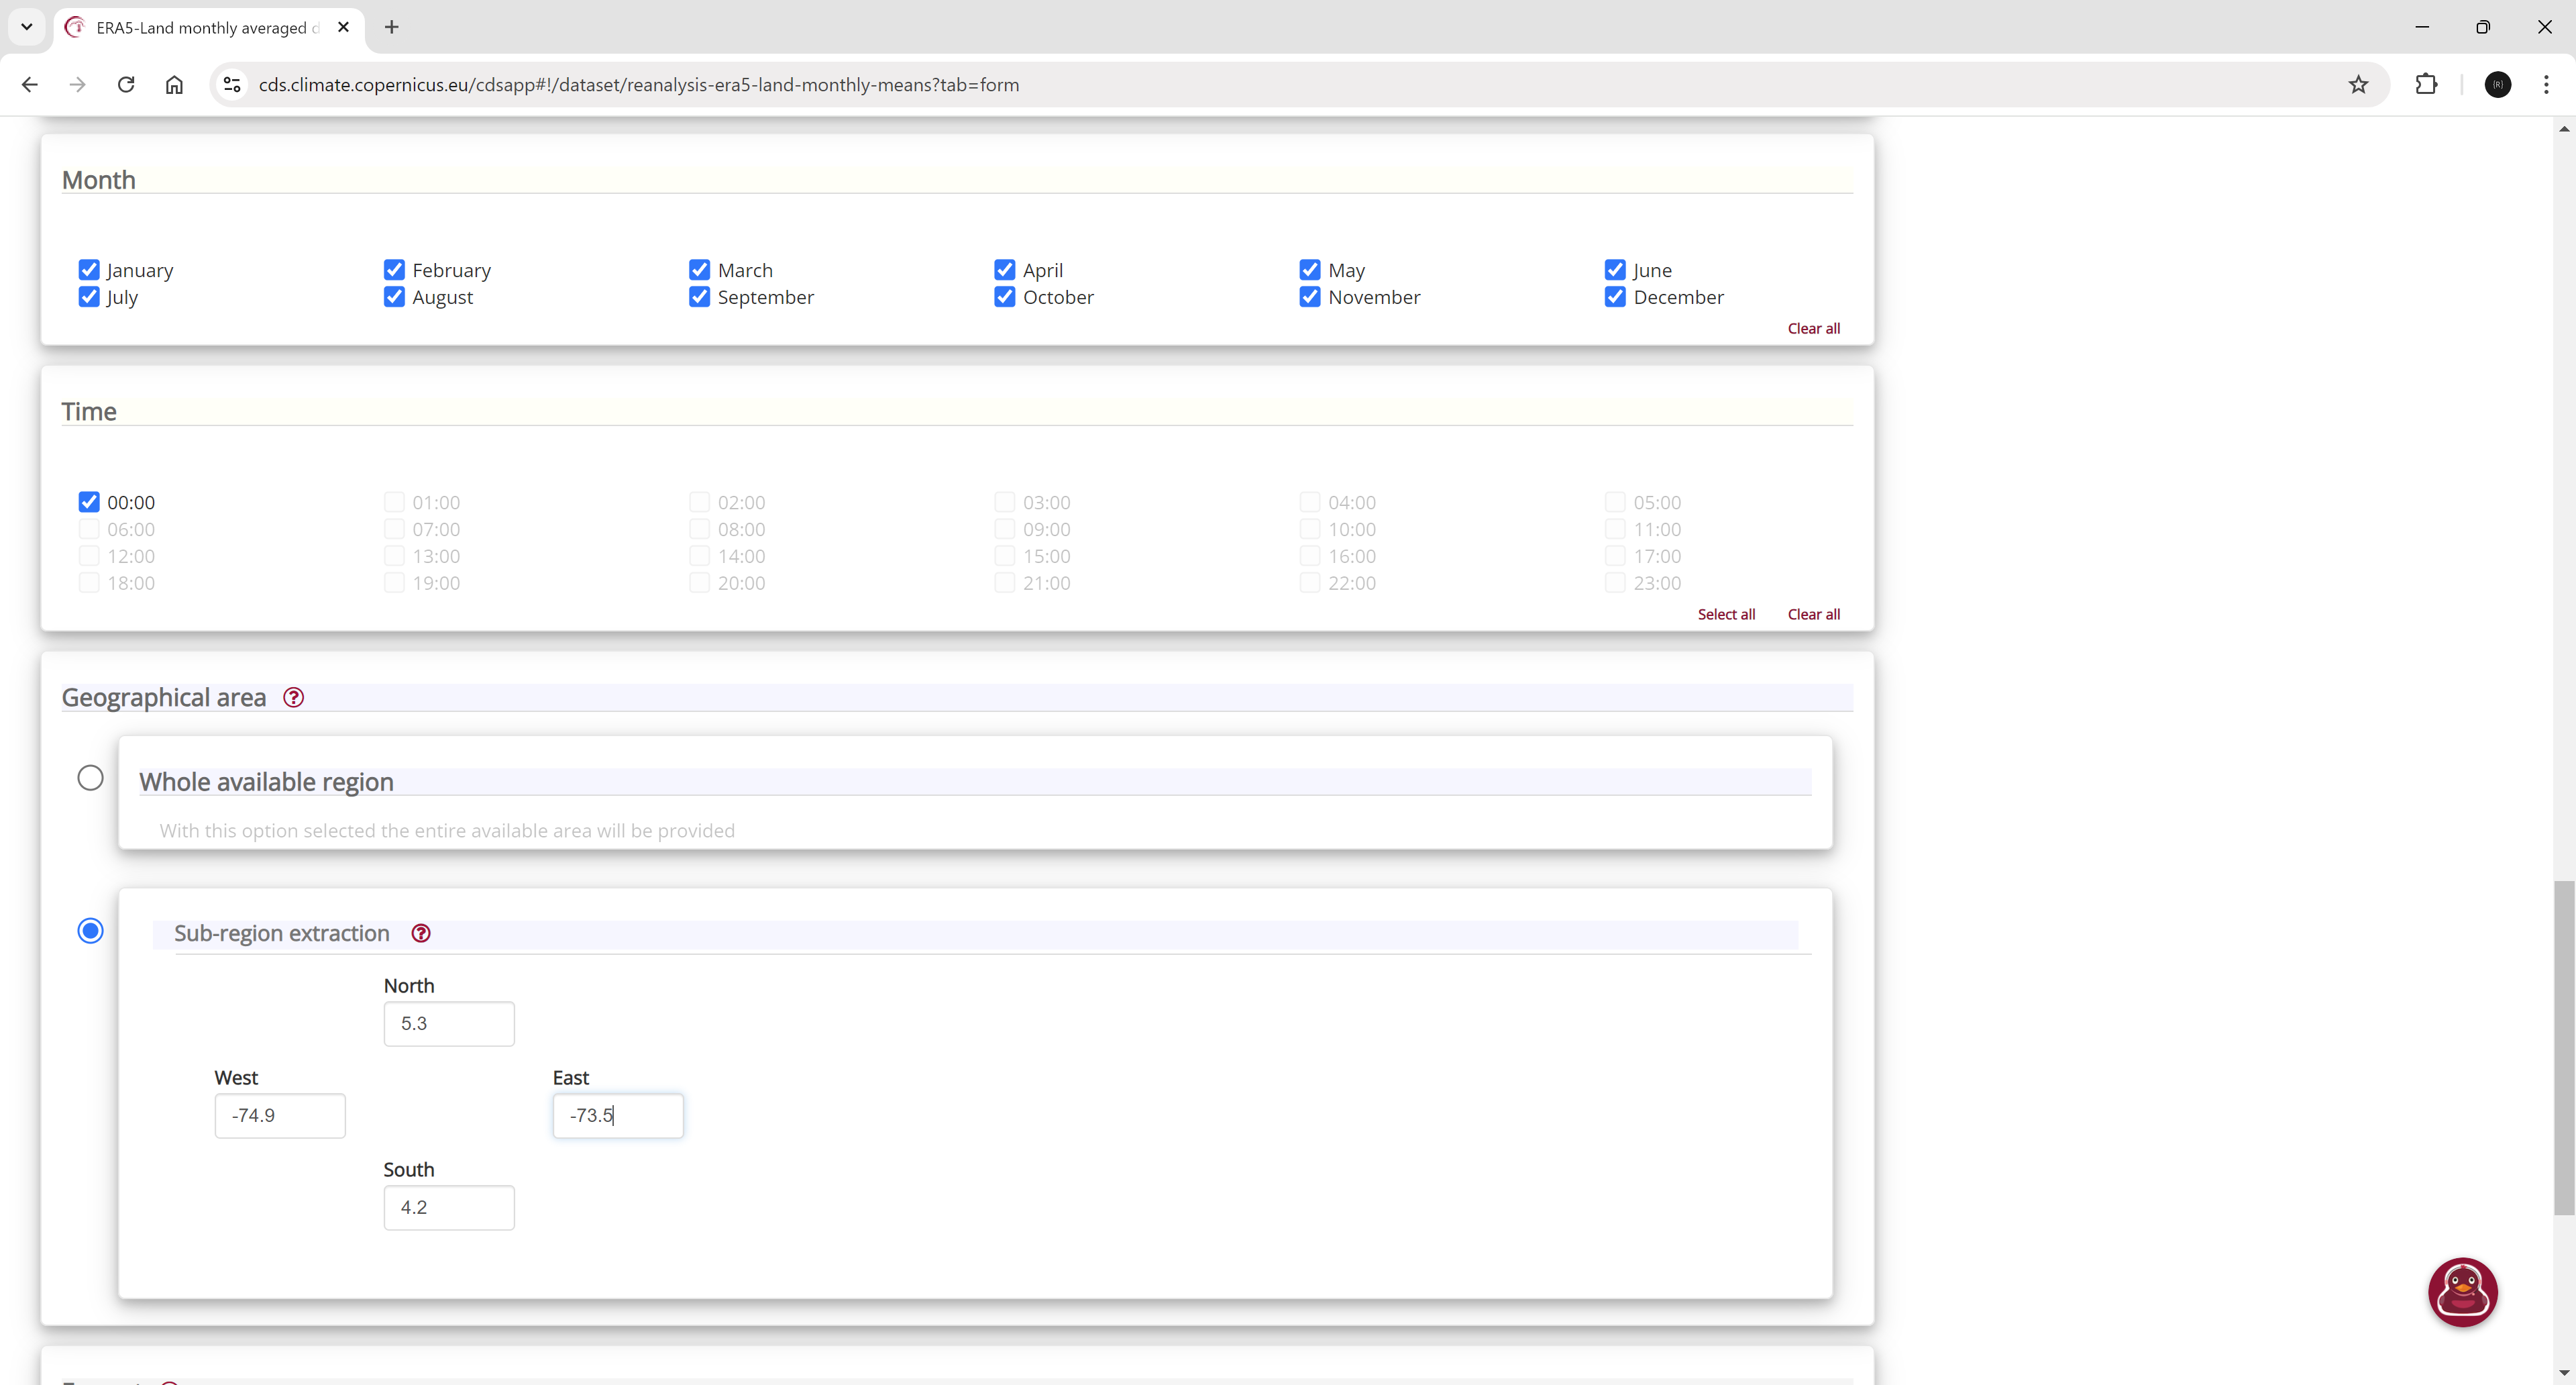 ERA5-Land monthly averaged d
cds.climate.copernicus.eu/cdsapp#!/dataset/reanalysis-era5-land-monthly-means?tab=form
Month
January February March April May June
July August September October November December
Clear all
Time
00:00 01:00 02:00 03:00 04:00 05:00
06:00 07:00 08:00 09:00 10:00 11:00
12:00 13:00 14:00 15:00 16:00 17:00
18:00 19:00 20:00 21:00 22:00 23:00
Select all Clear all
Geographical area ?
Whole available region
With this option selected the entire available area will be provided
Sub-region extraction ?
North
5.3
West East
-74.9 -73.5
South
4.2